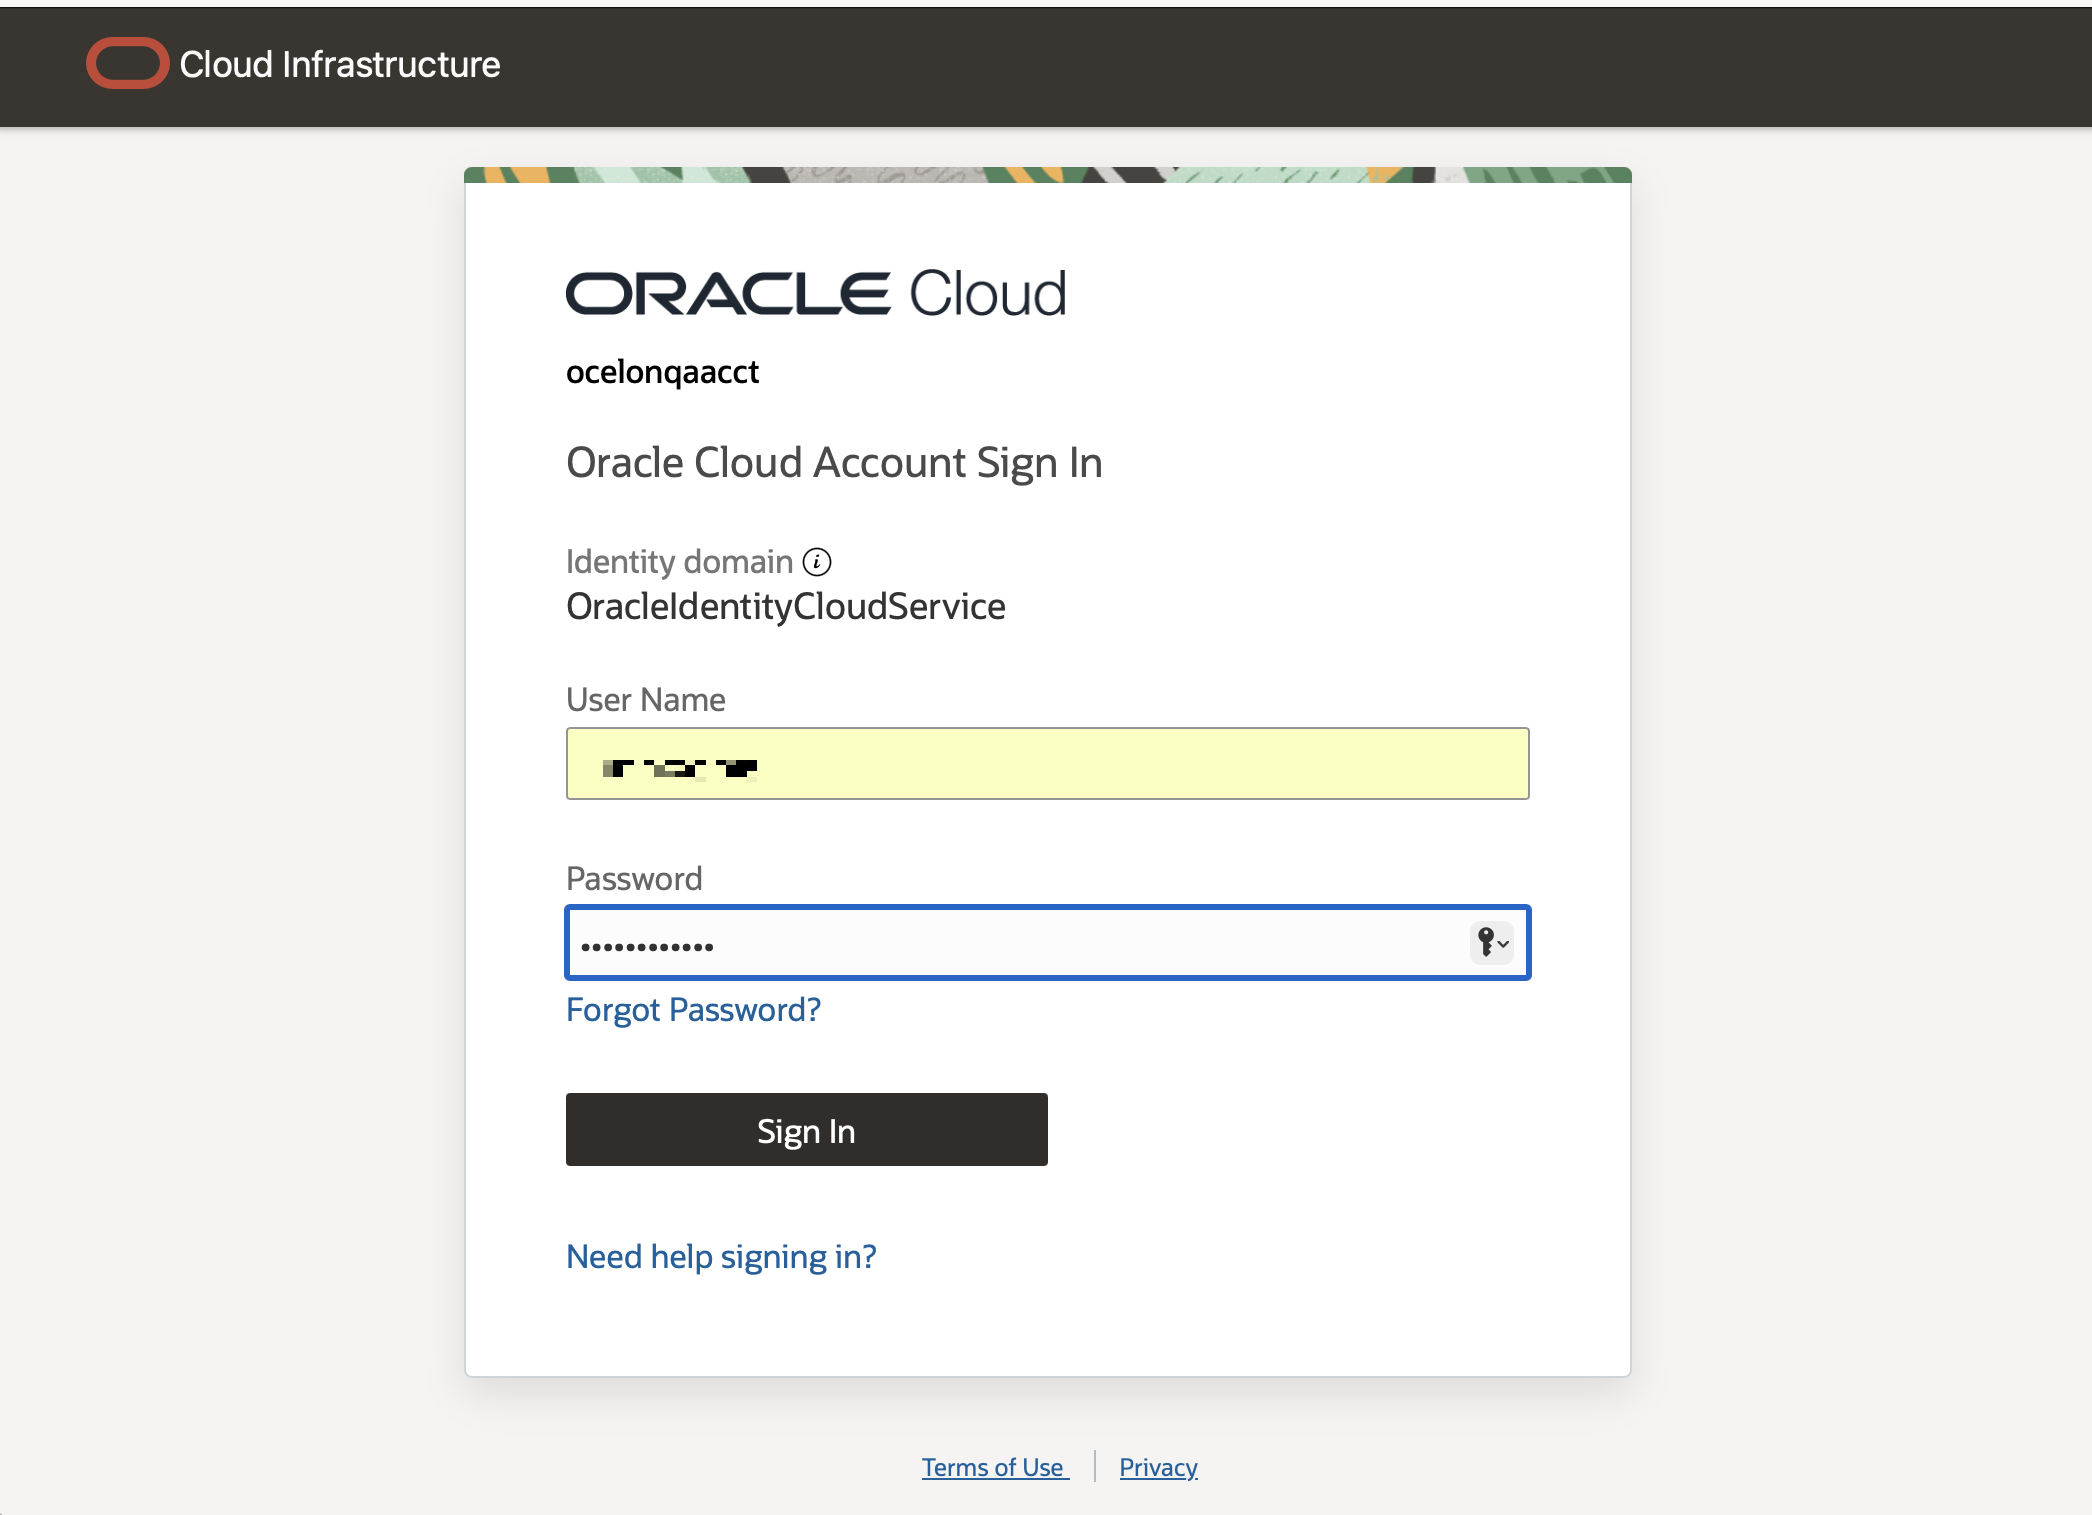 Cloud Infrastructure
ORACLE Cloud
ocelonqaacct
Oracle Cloud Account Sign In
Identity domain
OracleIdentityCloudService
User Name
Password
Forgot Password?
Sign In
Need help signing in?
Terms of Use
Privacy